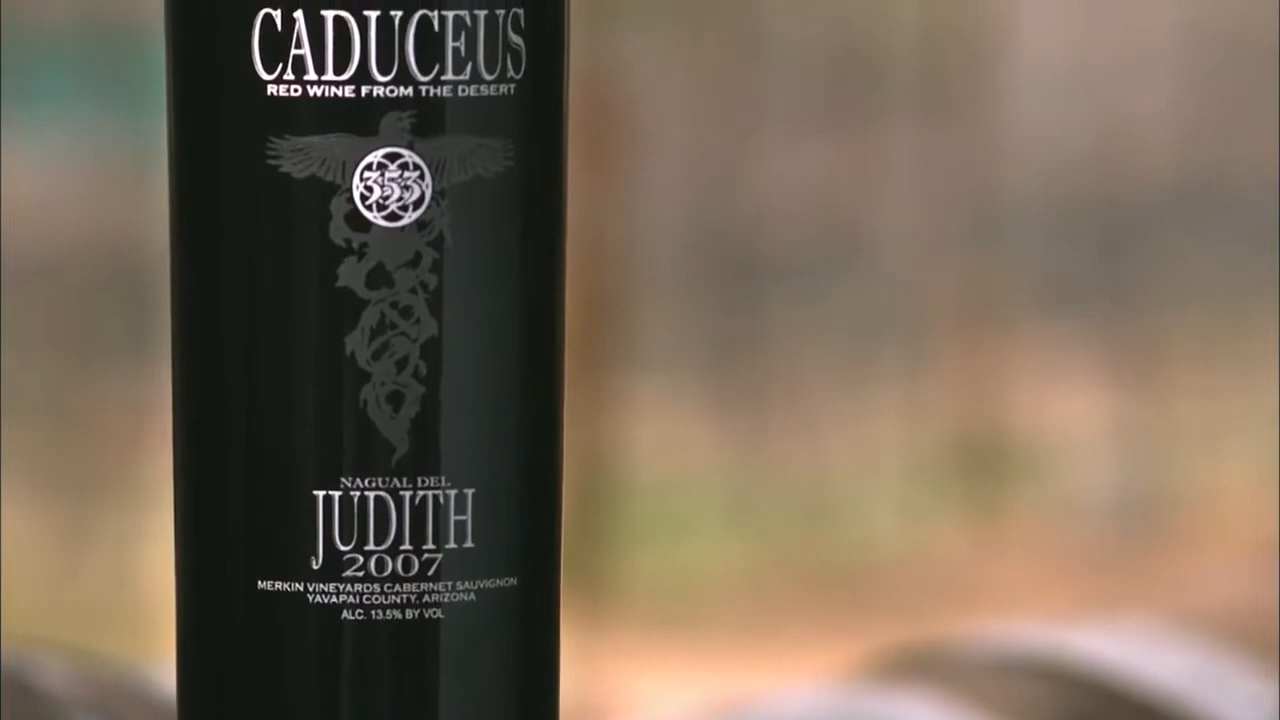 CADUCEUS
RED WINE FROM THE DESERT
353
NAGUAL DEL
JUDITH
2007
MERKIN VINEYARDS CABERNET SAUVIGNON
YAVAPAI COUNTY, ARIZONA
ALC. 13.5% BY VOL